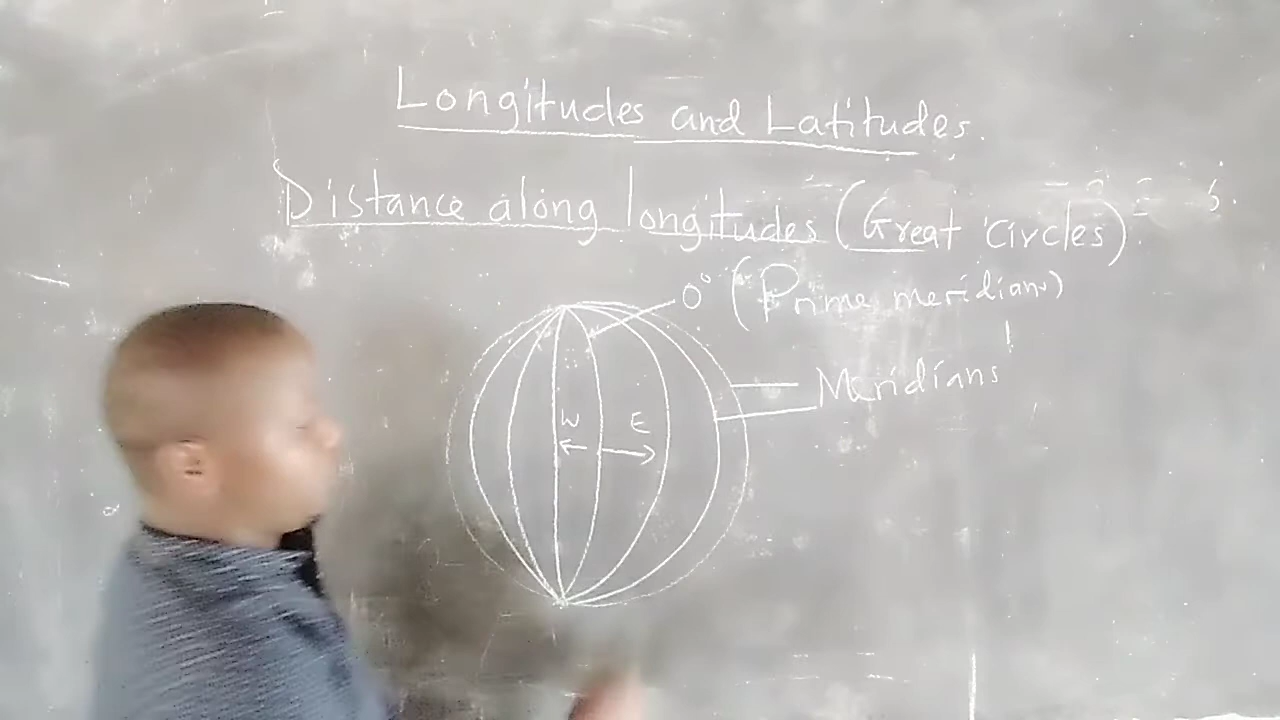 Longitudes and Latitudes.
Distance along longitudes (Great circles)
0° (Prime meridian)
Meridians
W E